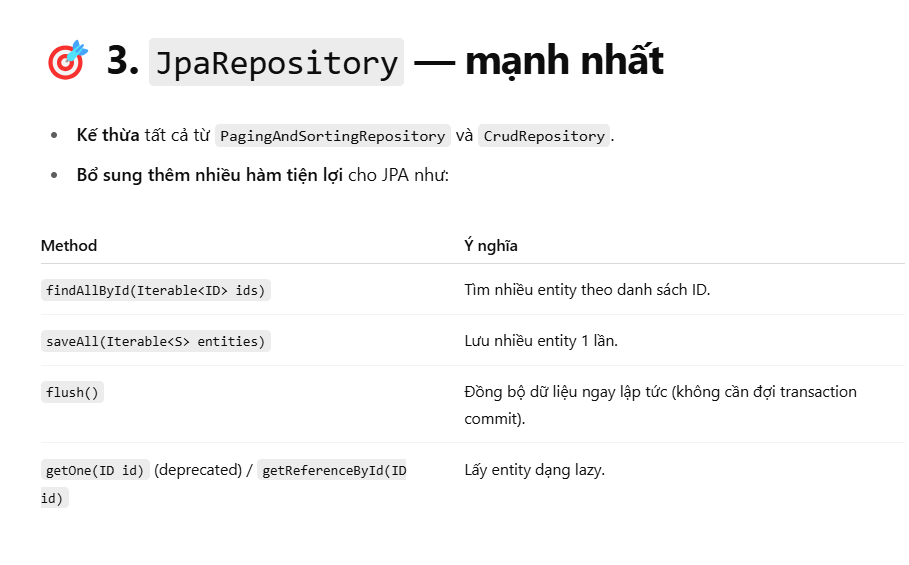 🎯 3. JpaRepository — mạnh nhất
• Kế thừa tất cả từ PagingAndSortingRepository và CrudRepository.
• Bổ sung thêm nhiều hàm tiện lợi cho JPA như:
Method Ý nghĩa
findAllById(Iterable<ID> ids) Tìm nhiều entity theo danh sách ID.
saveAll(Iterable<S> entities) Lưu nhiều entity 1 lần.
flush() Đồng bộ dữ liệu ngay lập tức (không cần đợi transaction
commit).
getOne(ID id) (deprecated) / getReferenceById(ID Lấy entity dạng lazy.
id)